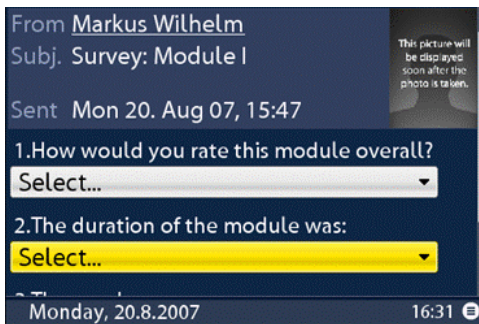 From Markus Wilhelm
Subj. Survey: Module I
This picture will
be displayed
soon after the
photo is taken.
Sent Mon 20. Aug 07, 15:47
1.How would you rate this module overall?
Select...
2.The duration of the module was:
Select...
Monday, 20.8.2007 16:31